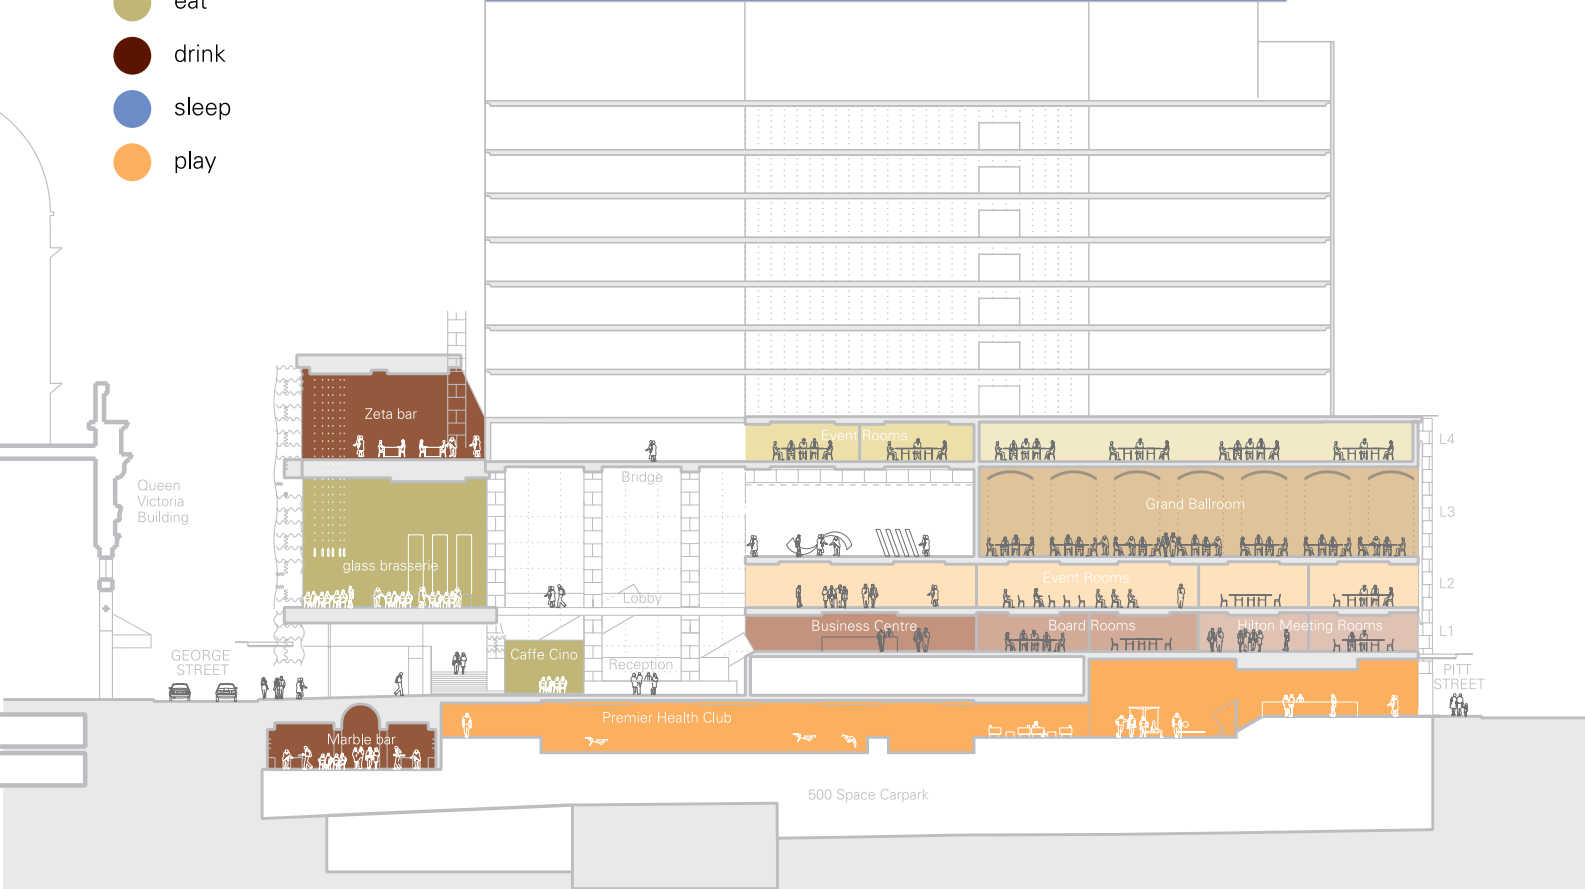 eat
drink
sleep
play
Zeta bar
Event Rooms
L4
Bridge
Queen
Victoria
Building
Grand Ballroom
L3
glass brasserie
Event Rooms
L2
Lobby
Business Centre
Board Rooms
Hilton Meeting Rooms
L1
GEORGE
STREET
Caffe Cino
Reception
PITT
STREET
Premier Health Club
Marble bar
500 Space Carpark